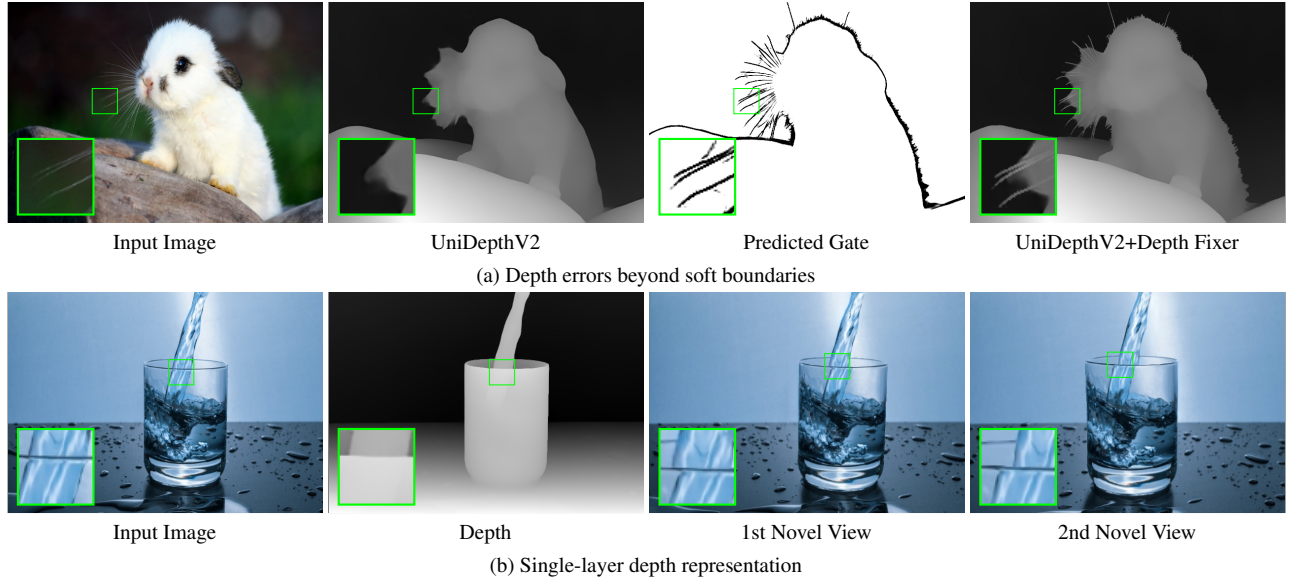 Input Image
UniDepthV2
Predicted Gate
UniDepthV2+Depth Fixer
(a) Depth errors beyond soft boundaries
Input Image
Depth
1st Novel View
2nd Novel View
(b) Single-layer depth representation